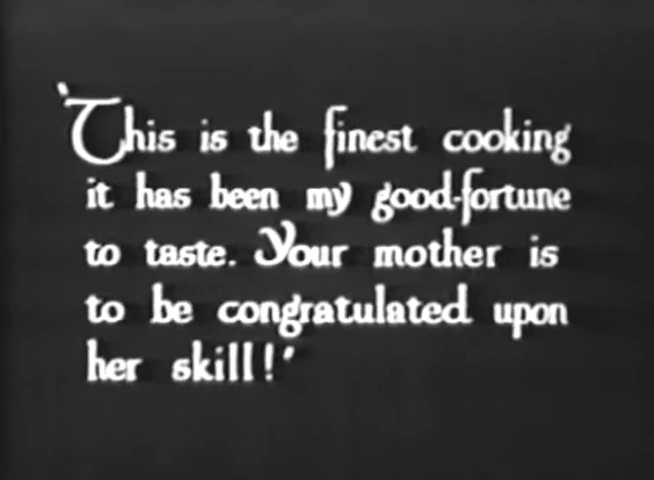 'This is the finest cooking
it has been my good-fortune
to taste. Your mother is
to be congratulated upon
her skill!'